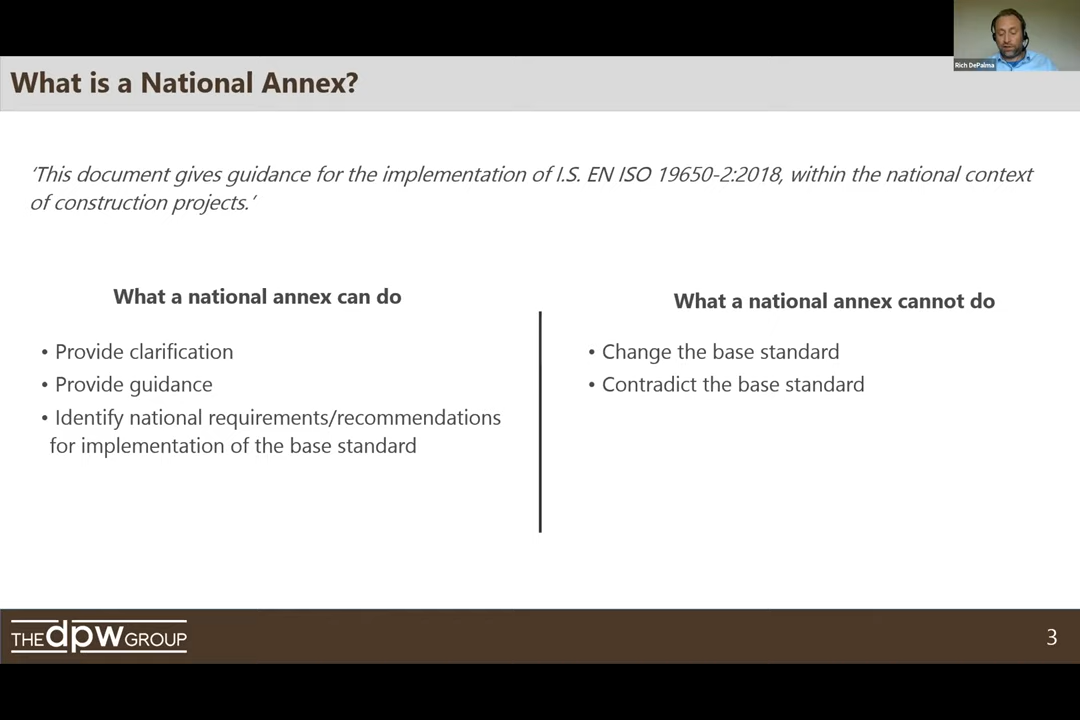 Rich DePalma
What is a National Annex?
‘This document gives guidance for the implementation of I.S. EN ISO 19650-2:2018, within the national context
of construction projects.’
What a national annex can do
• Provide clarification
• Provide guidance
• Identify national requirements/recommendations
for implementation of the base standard
What a national annex cannot do
• Change the base standard
• Contradict the base standard
THE dpw GROUP
3